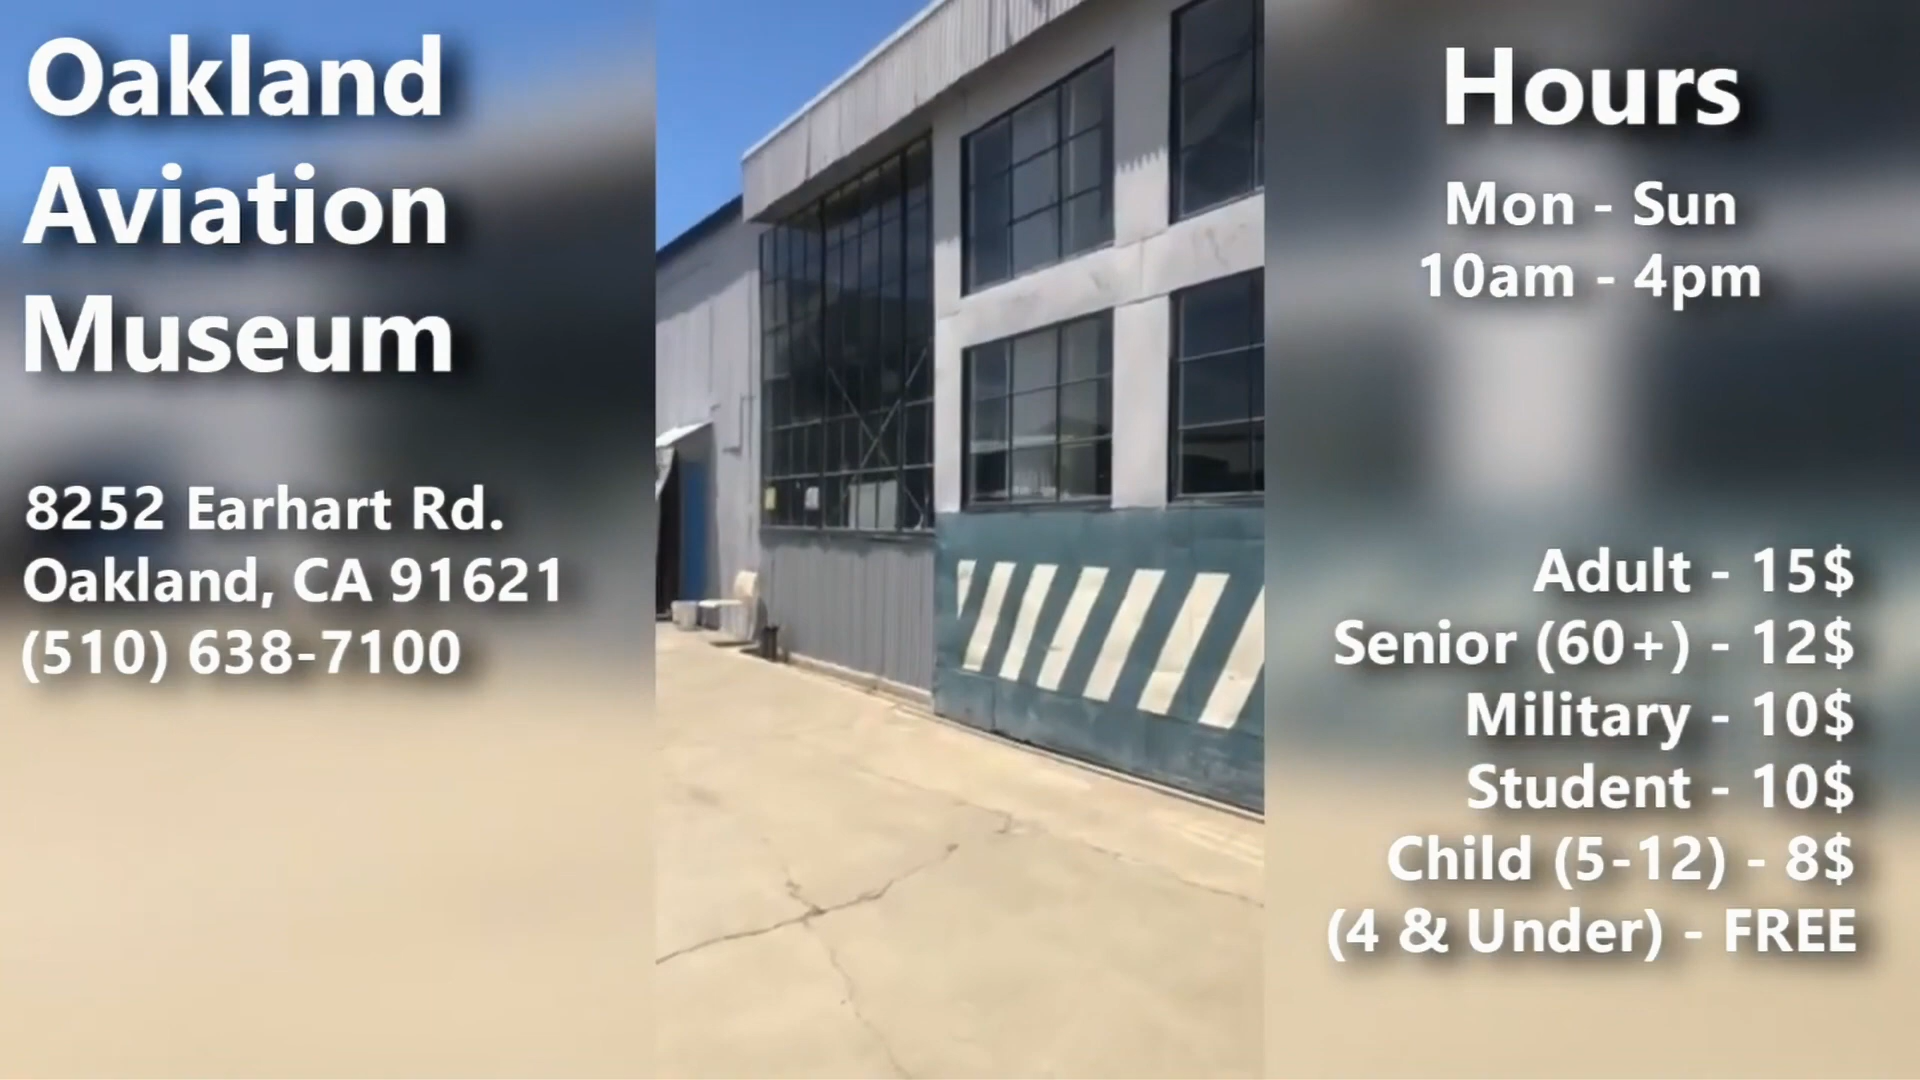 Oakland
Aviation
Museum
8252 Earhart Rd.
Oakland, CA 91621
(510) 638-7100
Hours
Mon - Sun
10am - 4pm
Adult - 15$
Senior (60+) - 12$
Military - 10$
Student - 10$
Child (5-12) - 8$
(4 & Under) - FREE